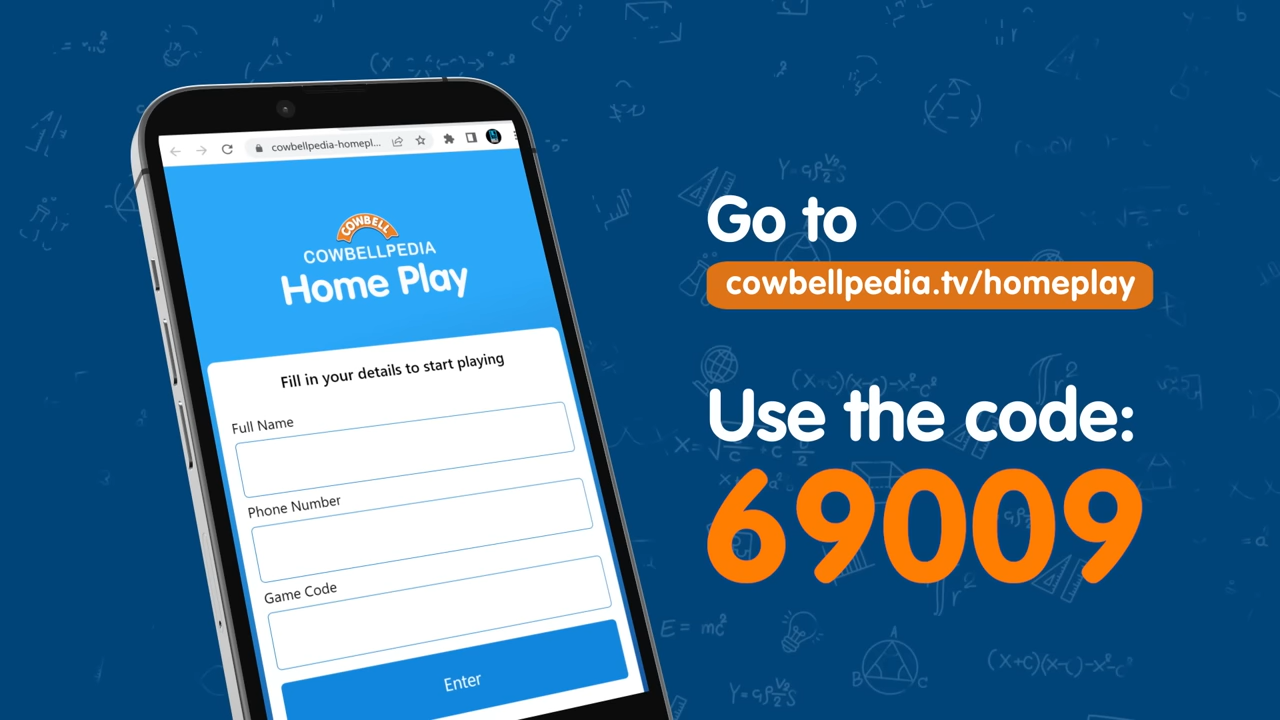 cowbellpedia-homepl...
COWBELL
COWBELLPEDIA
Home Play
Fill in your details to start playing
Full Name
Phone Number
Game Code
Enter
Go to
cowbellpedia.tv/homeplay
Use the code:
69009
E = mc²